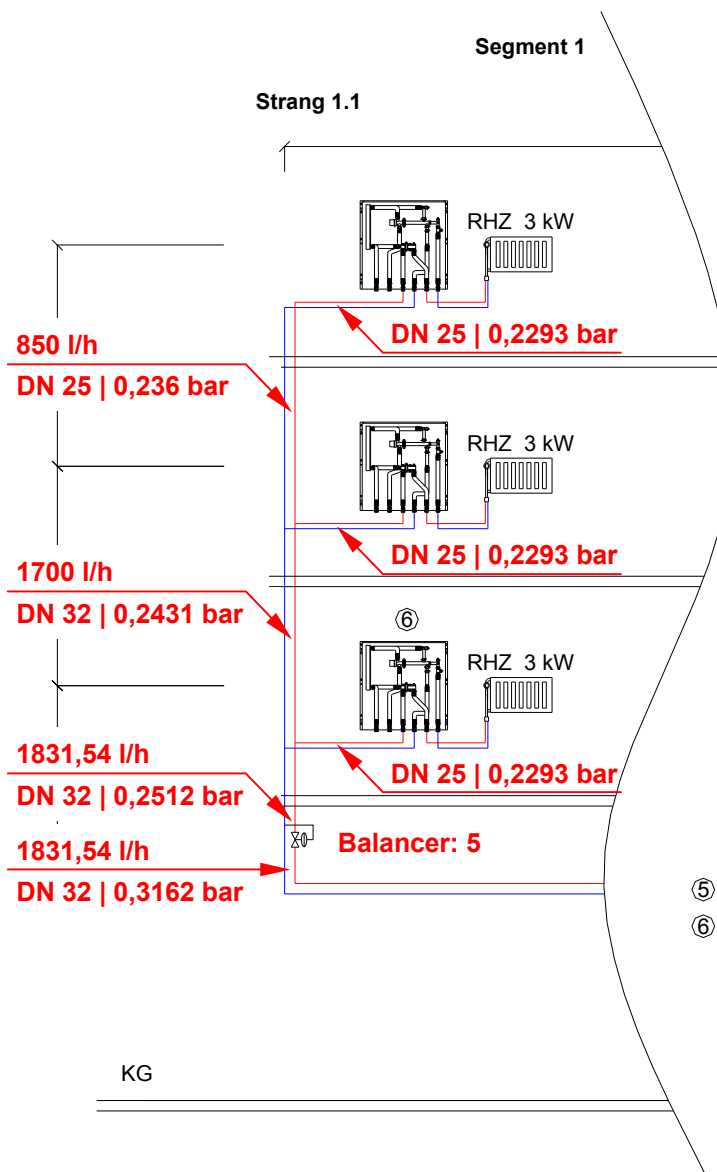 Segment 1
Strang 1.1
RHZ 3 kW
DN 25 | 0,2293 bar
850 l/h
DN 25 | 0,236 bar
RHZ 3 kW
DN 25 | 0,2293 bar
1700 l/h
DN 32 | 0,2431 bar
6
RHZ 3 kW
DN 25 | 0,2293 bar
1831,54 l/h
DN 32 | 0,2512 bar
Balancer: 5
1831,54 l/h
DN 32 | 0,3162 bar
5
6
KG